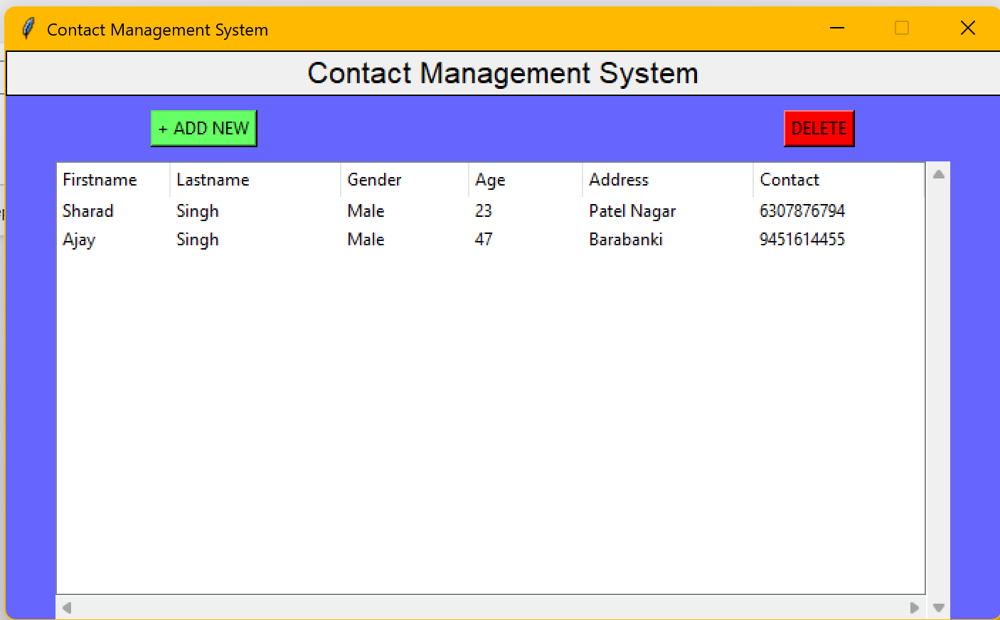 Contact Management System
Contact Management System
+ ADD NEW DELETE
Firstname Lastname Gender Age Address Contact
Sharad Singh Male 23 Patel Nagar 6307876794
Ajay Singh Male 47 Barabanki 9451614455